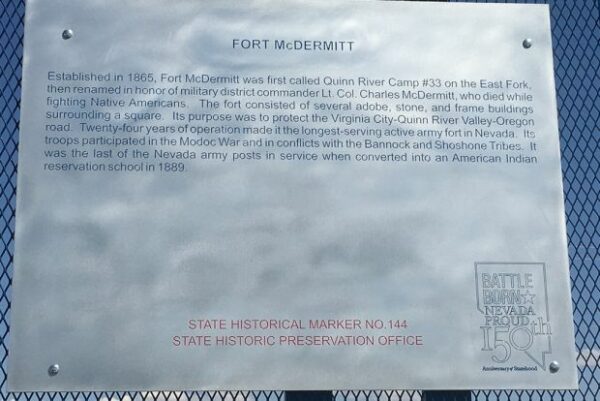 FORT McDERMITT
Established in 1865, Fort McDermitt was first called Quinn River Camp #33 on the East Fork,
then renamed in honor of military district commander Lt. Col. Charles McDermitt, who died while
fighting Native Americans. The fort consisted of several adobe, stone, and frame buildings
surrounding a square. Its purpose was to protect the Virginia City-Quinn River Valley-Oregon
road. Twenty-four years of operation made it the longest-serving active army fort in Nevada. Its
troops participated in the Modoc War and in conflicts with the Bannock and Shoshone Tribes. It
was the last of the Nevada army posts in service when converted into an American Indian
reservation school in 1889.
STATE HISTORICAL MARKER NO.144
STATE HISTORIC PRESERVATION OFFICE
BATTLE
BORN
NEVADA
PROUD
150th
Anniversary of Statehood